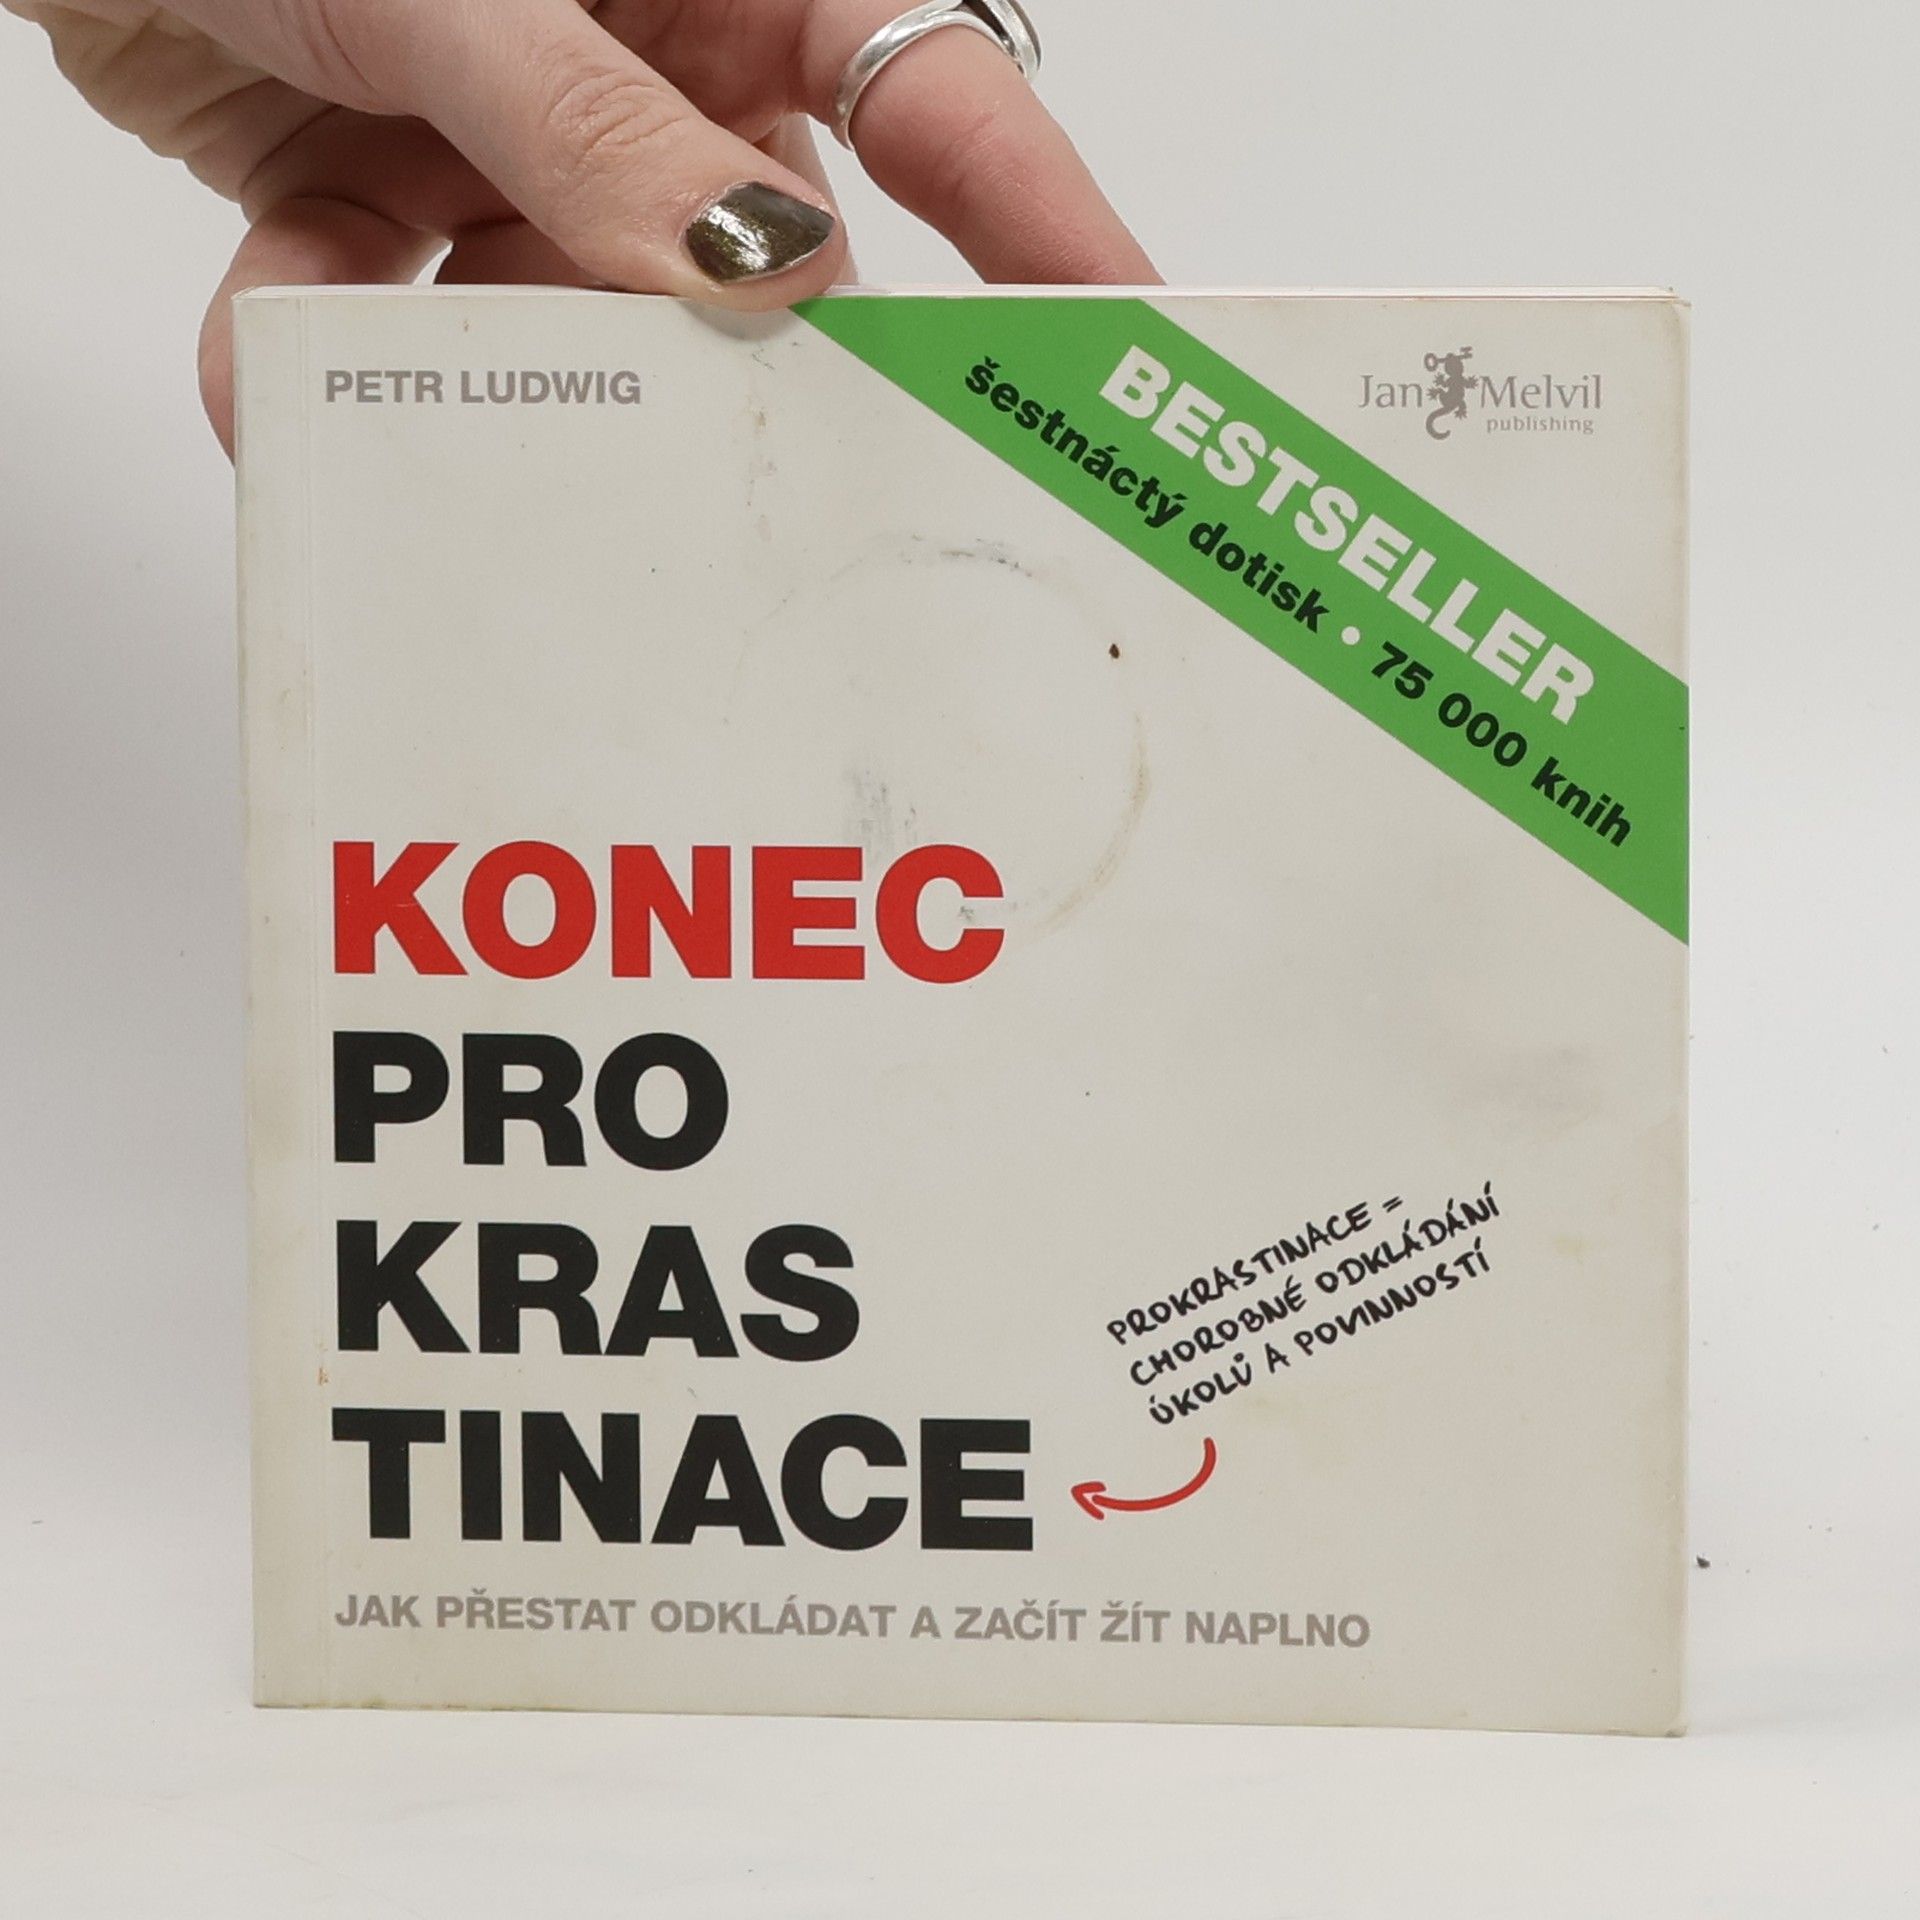 PETR LUDWIG
BESTSELLER
šestnáctý dotisk • 75 000 knih
Jan Melvil
publishing
KONEC
PRO
KRAS
TINACE
PROKRASTINACE =
CHOROBNÉ ODKLÁDÁNÍ
ÚKOLŮ A POVINNOSTÍ
JAK PŘESTAT ODKLÁDAT A ZAČÍT ŽÍT NAPLNO